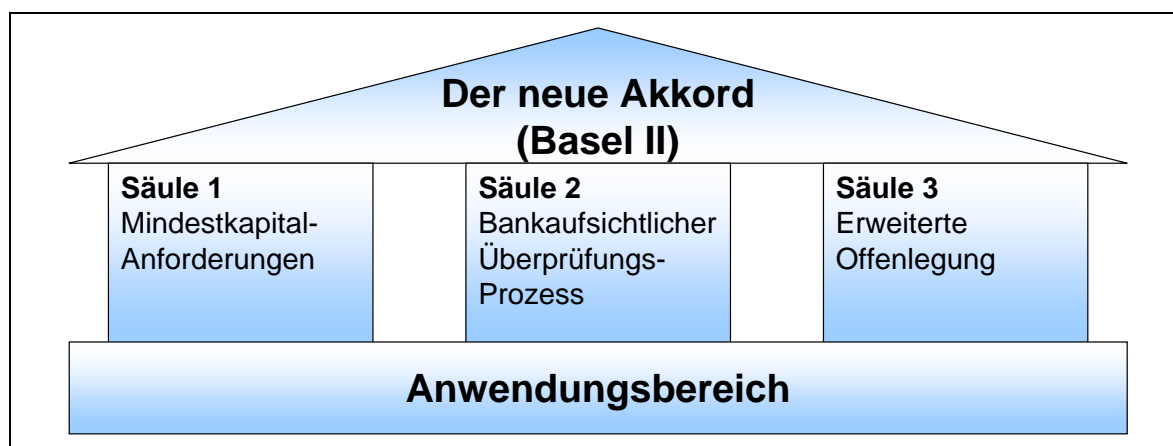 Der neue Akkord
(Basel II)
Säule 1
Mindestkapital-
Anforderungen
Säule 2
Bankaufsichtlicher
Überprüfungs-
Prozess
Säule 3
Erweiterte
Offenlegung
Anwendungsbereich